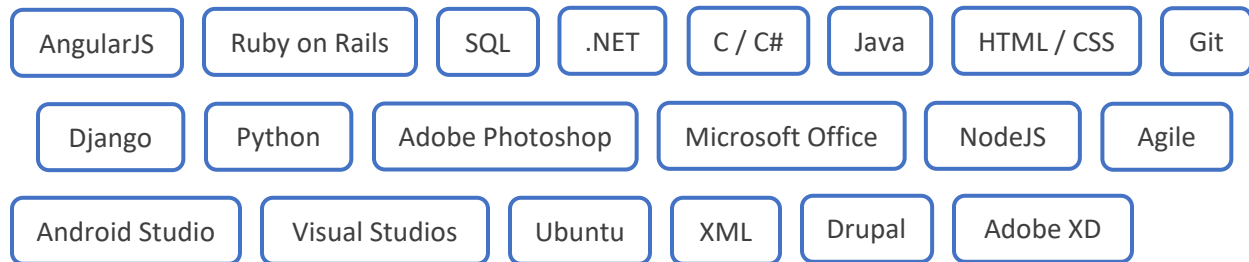 AngularJS Ruby on Rails SQL .NET C / C# Java HTML / CSS Git
Django Python Adobe Photoshop Microsoft Office NodeJS Agile
Android Studio Visual Studios Ubuntu XML Drupal Adobe XD